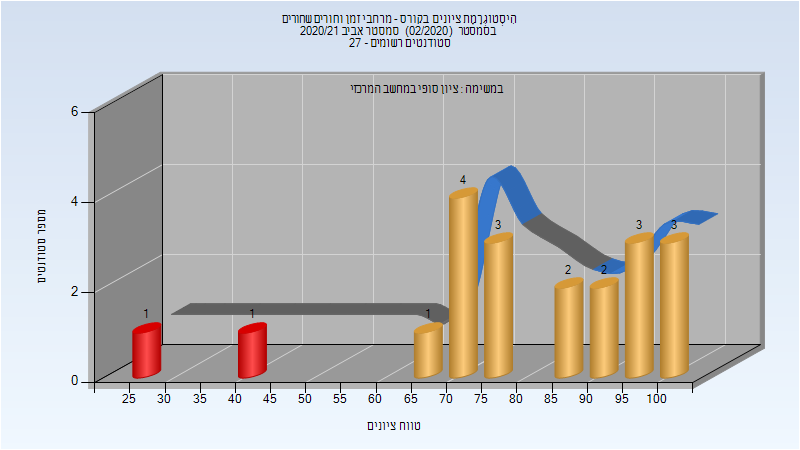 היסטוגרמת ציונים בקורס - מרחבי זמן וחורים שחורים
בסמסטר (02/2020) סמסטר אביב 2020/21
סטודנטים רשומים - 27
במשימה : ציון סופי במחשב המרכזי
מספר סטודנטים
6
4
2
0
1
1
1
4
3
2
2
3
3
25 30 35 40 45 50 55 60 65 70 75 80 85 90 95 100
טווח ציונים